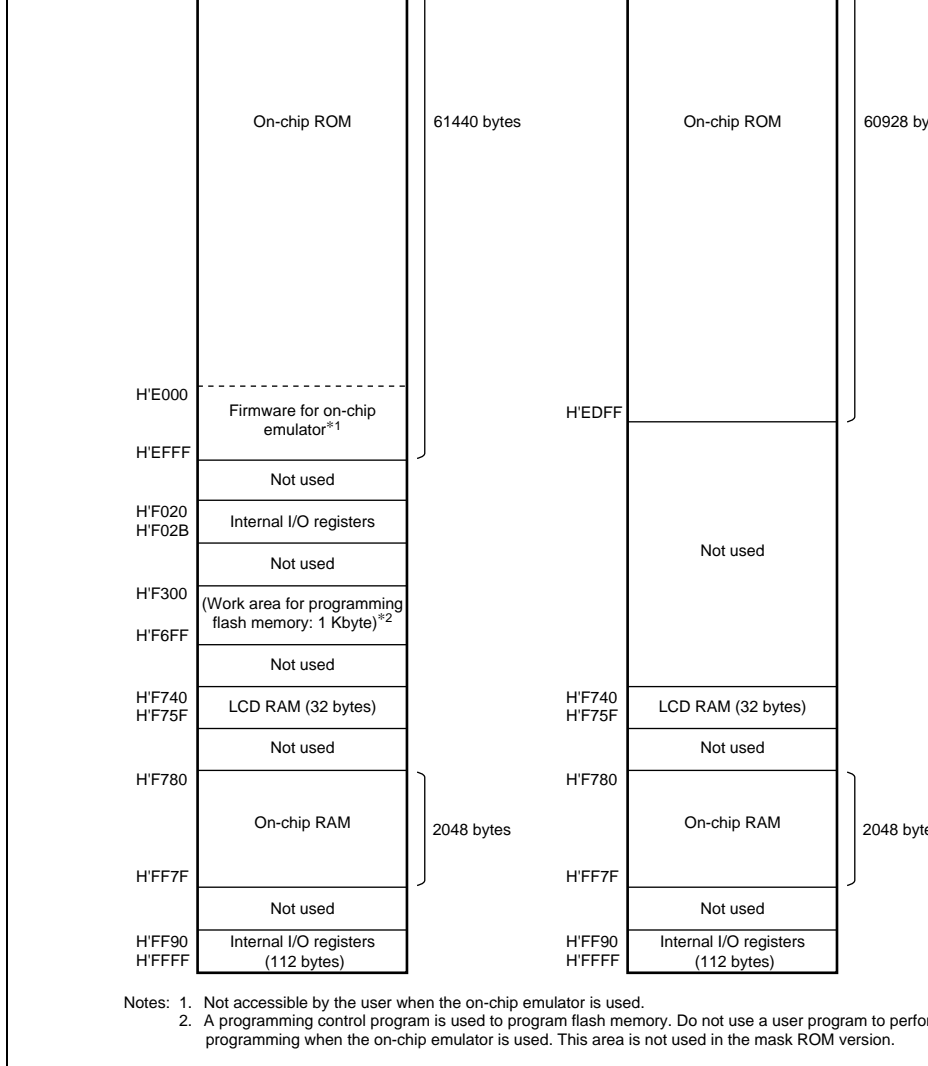 On-chip ROM
61440 bytes
H'E000
Firmware for on-chip
emulator*1
H'EFFF
Not used
H'F020
H'F02B
Internal I/O registers
Not used
H'F300
(Work area for programming
flash memory: 1 Kbyte)*2
H'F6FF
Not used
H'F740
H'F75F
LCD RAM (32 bytes)
Not used
H'F780
On-chip RAM
2048 bytes
H'FF7F
Not used
H'FF90
H'FFFF
Internal I/O registers
(112 bytes)
On-chip ROM
60928
H'EDFF
Not used
H'F740
H'F75F
LCD RAM (32 bytes)
Not used
H'F780
On-chip RAM
2048
H'FF7F
Not used
H'FF90
H'FFFF
Internal I/O registers
(112 bytes)
Notes: 1. Not accessible by the user when the on-chip emulator is used.
2. A programming control program is used to program flash memory. Do not use a user program to
programming when the on-chip emulator is used. This area is not used in the mask ROM version.